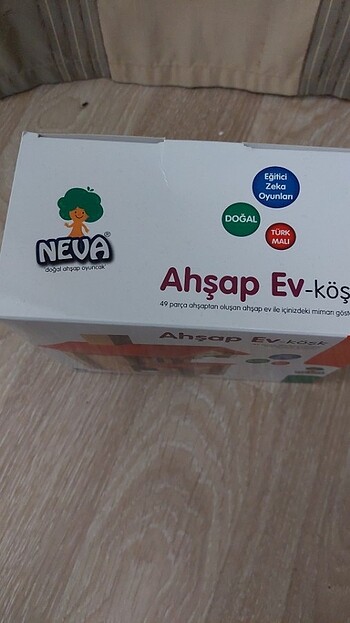 Eğitici
Zeka
Oyunları
DOĞAL
TÜRK
MALI
NEVA®
doğal ahşap oyuncak
Ahşap Ev-köş
49 parça ahşaptan oluşan ahşap ev ile içinizdeki mimarı göst
Ahşap Ev-köşk